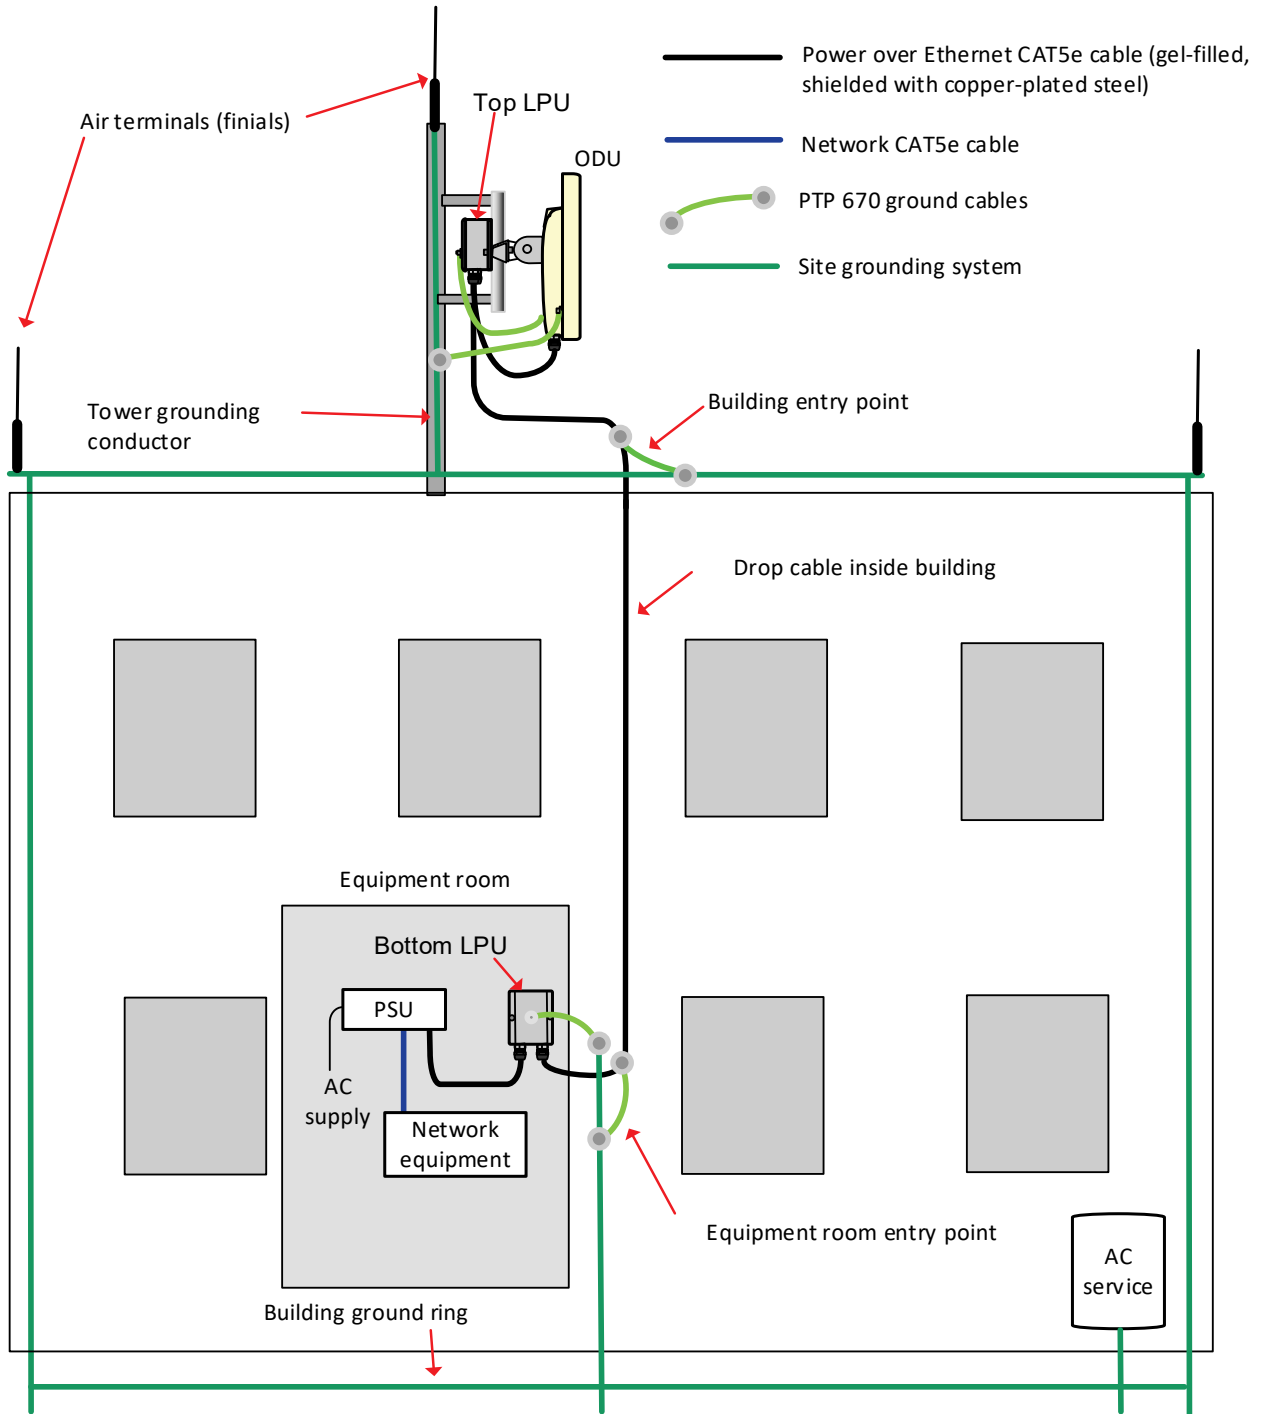 Power over Ethernet CAT5e cable (gel-filled,
shielded with copper-plated steel)
Top LPU
Air terminals (finials)
Network CAT5e cable
ODU
PTP 670 ground cables
Site grounding system
Tower grounding
conductor
Building entry point
Drop cable inside building
Equipment room
Bottom LPU
PSU
AC
supply
Network
equipment
Equipment room entry point
AC
service
Building ground ring